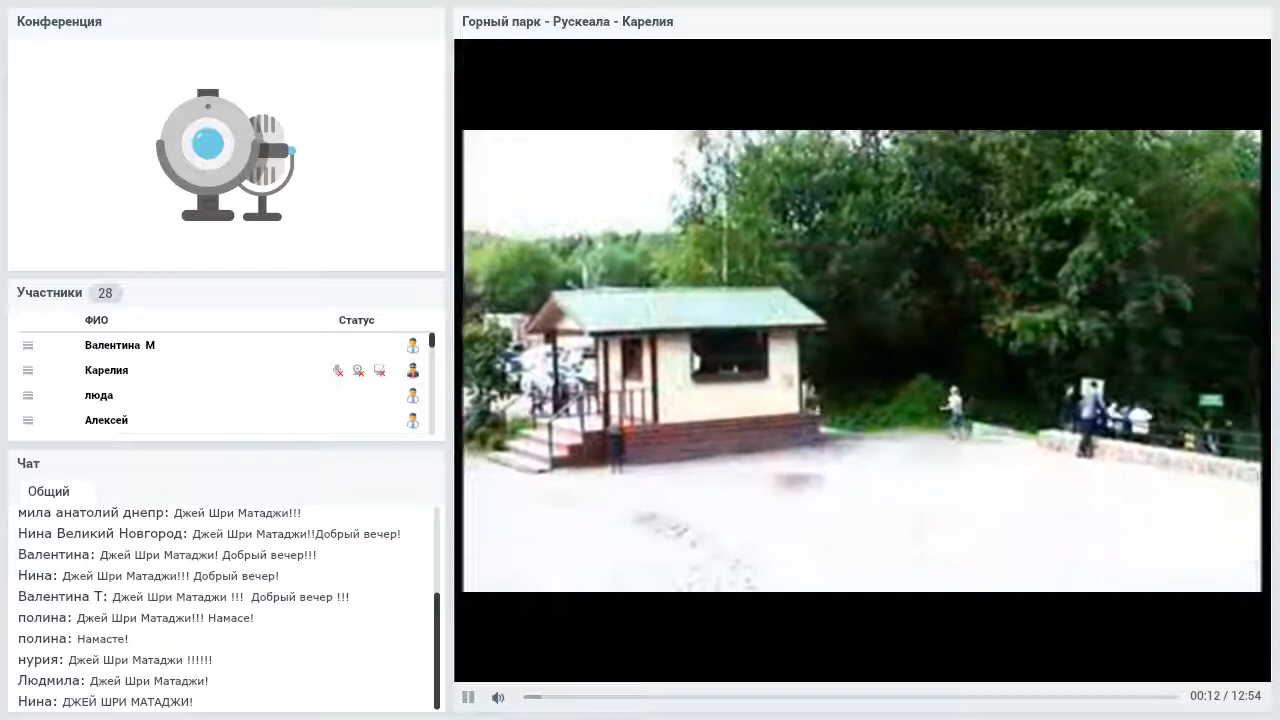 Конференция
Горный парк - Рускеала - Карелия
Участники 28
ФИО Статус
Валентина М
Карелия
люда
Алексей
Чат
Общий
мила анатолий днепр: Джей Шри Матаджи!!!
Нина Великий Новгород: Джей Шри Матаджи!!Добрый вечер!
Валентина: Джей Шри Матаджи! Добрый вечер!!!
Нина: Джей Шри Матаджи!!! Добрый вечер!
Валентина Т: Джей Шри Матаджи !!! Добрый вечер !!!
полина: Джей Шри Матаджи!!! Намасе!
полина: Намасте!
нурия: Джей Шри Матаджи !!!!!!
Людмила: Джей Шри Матаджи!
Нина: ДЖЕЙ ШРИ МАТАДЖИ!
00:12 / 12:54